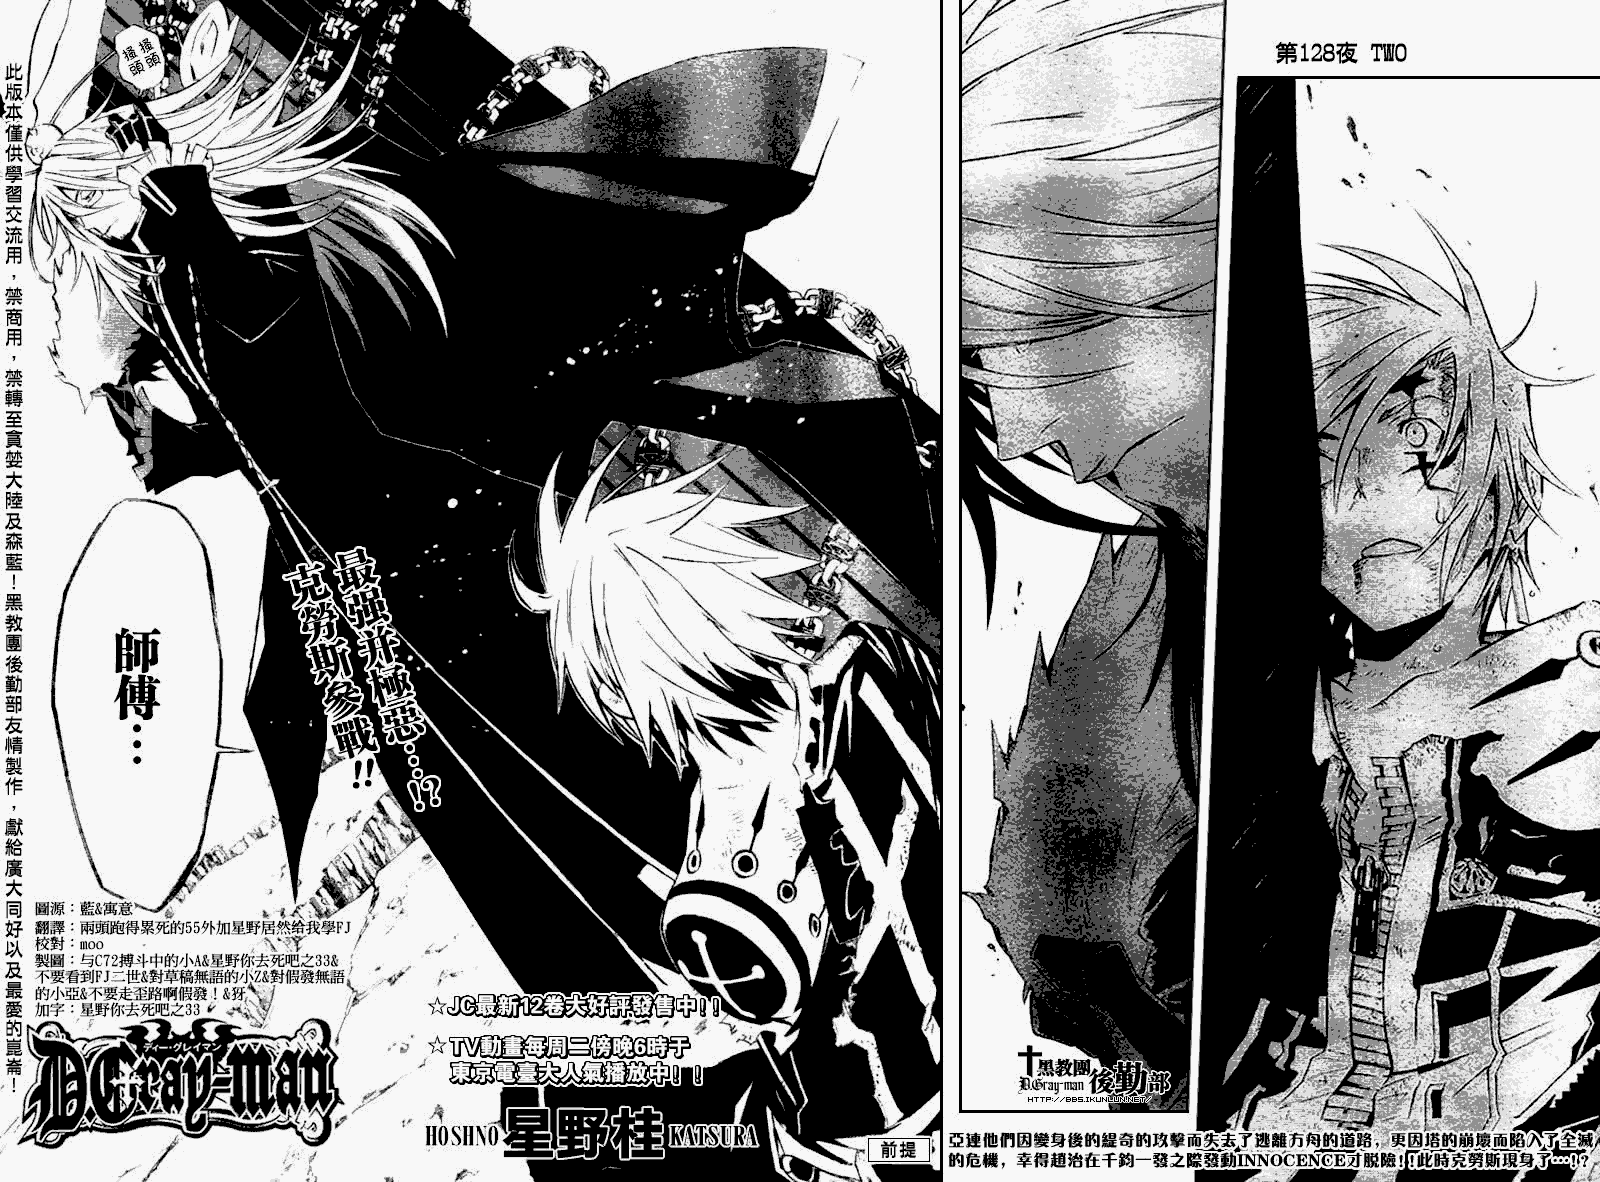 第128夜 TWO
搔頭
搔頭
最强并極惡…!?
克勞斯參戰!!
師傅……
此版本僅供學習交流用，禁商用，禁轉至貪婪大陸及森藍！黑教團後勤部友情製作，獻給廣大同好以及最愛的崑崙！
圖源：藍&寓意
翻譯：兩頭跑得累死的55外加星野居然给我學FJ
校對：moo
製圖：与C72搏斗中的小A&星野你去死吧之33&
不要看到FJ二世&對草稿無語的小Z&對假發無語
的小亞&不要走歪路啊假發！&犽
加字：星野你去死吧之33
ディー・グレイマン
D.Gray-man
☆JC最新12卷大好評發售中!!
☆TV動畫每周二傍晚6時于
東京電臺大人氣播放中！！
HOSHINO 星野桂 KATSURA
黑教團
D.Gray-man 後勤部
HTTP://BBS.IKUNLUN.NET/
前提
亞連他們因變身後的緹奇的攻擊而失去了逃離方舟的道路，更因塔的崩壞而陷入了全滅
的危機，幸得趙治在千鈞一發之際發動INNOCENCE才脱險!!此時克勞斯現身了…!?